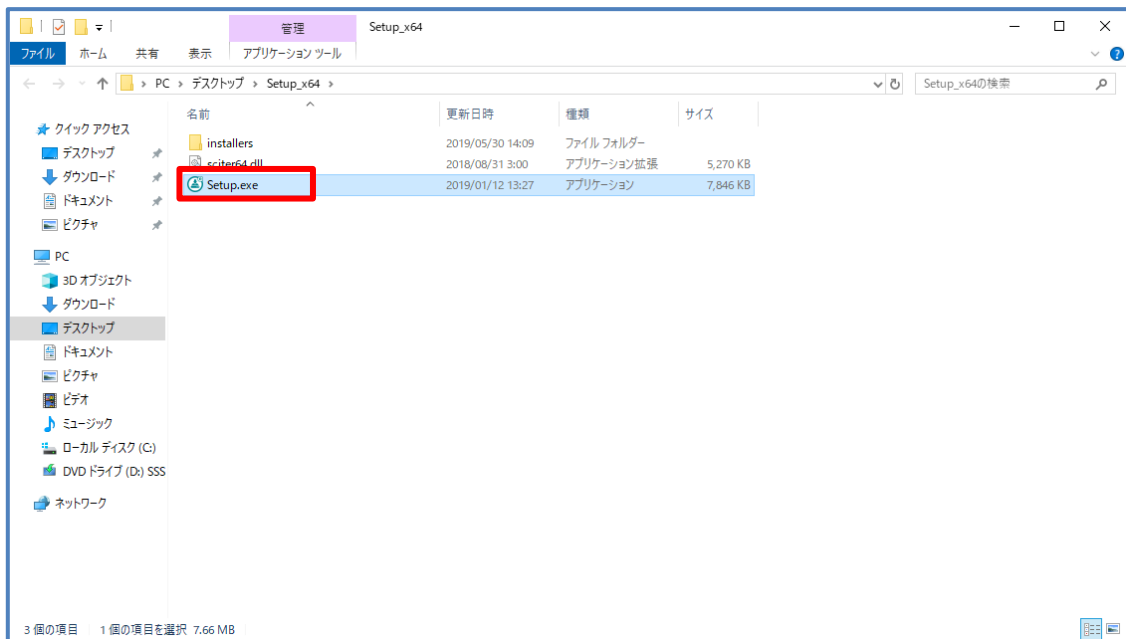 管理 Setup_x64
ファイル ホーム 共有 表示 アプリケーション ツール
PC > デスクトップ > Setup_x64 > Setup_x64の検索
名前 更新日時 種類 サイズ
クイック アクセス
デスクトップ
ダウンロード
ドキュメント
ピクチャ
PC
3D オブジェクト
ダウンロード
デスクトップ
ドキュメント
ピクチャ
ビデオ
ミュージック
ローカル ディスク (C:)
DVD ドライブ (D:) SSS
ネットワーク
installers 2019/05/30 14:09 ファイル フォルダー
sciter64.dll 2018/08/31 3:00 アプリケーション拡張 5,270 KB
Setup.exe 2019/01/12 13:27 アプリケーション 7,846 KB
3 個の項目 1 個の項目を選択 7.66 MB